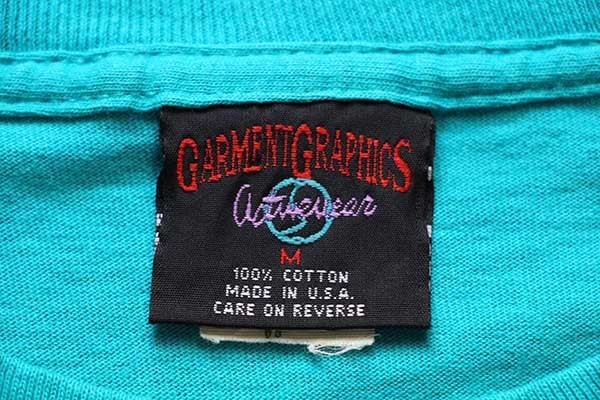 GARMENTGRAPHICS
Activewear
M
100% COTTON
MADE IN U.S.A.
CARE ON REVERSE